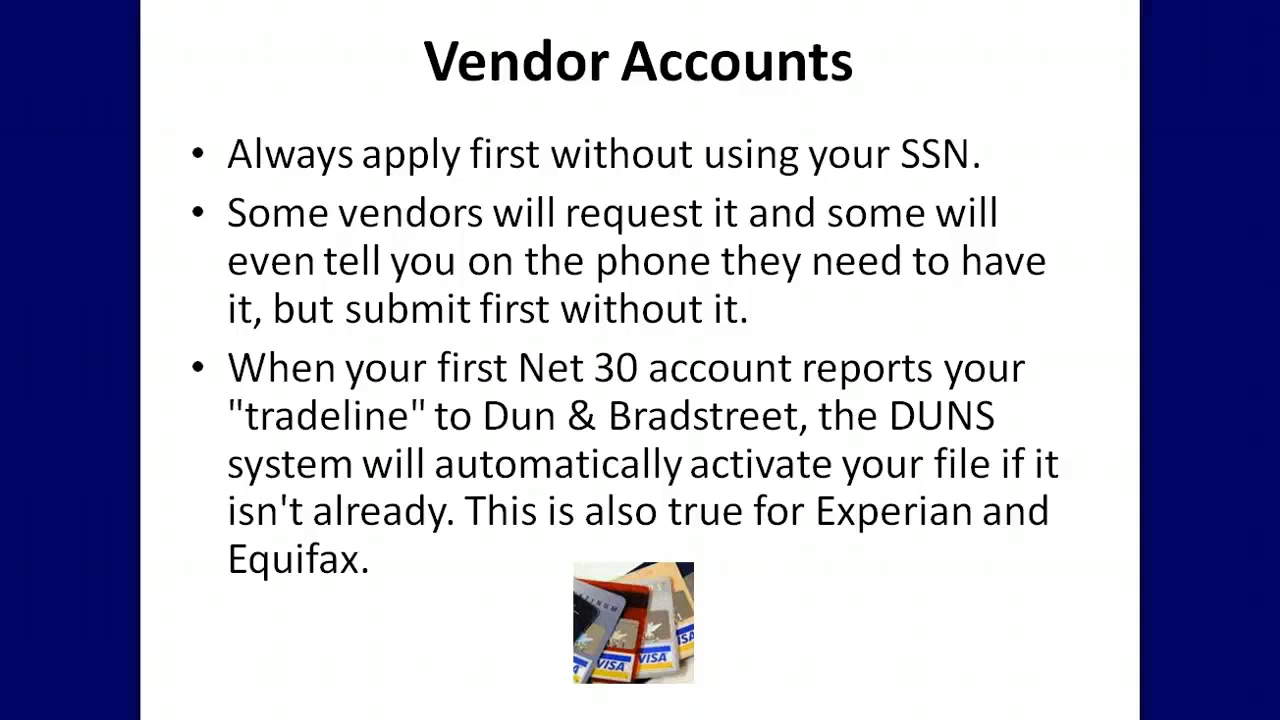 Vendor Accounts
• Always apply first without using your SSN.
• Some vendors will request it and some will
even tell you on the phone they need to have
it, but submit first without it.
• When your first Net 30 account reports your
"tradeline" to Dun & Bradstreet, the DUNS
system will automatically activate your file if it
isn't already. This is also true for Experian and
Equifax.
VISA
VISA